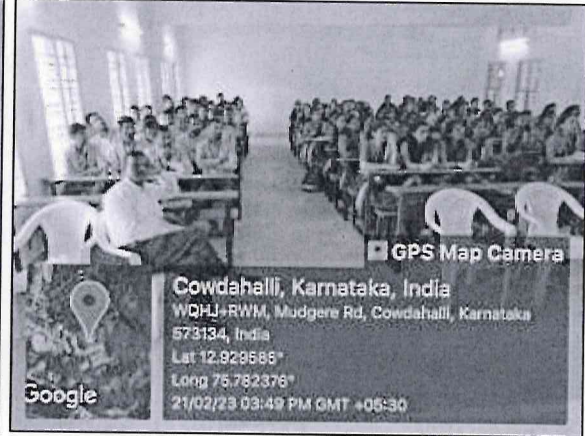 GPS Map Camera
Cowdahalli, Karnataka, India
WQHJ+RWM, Mudgere Rd, Cowdahalli, Karnataka
573134, India
Lat 12.929585°
Long 75.782376°
21/02/23 03:49 PM GMT +05:30
Google